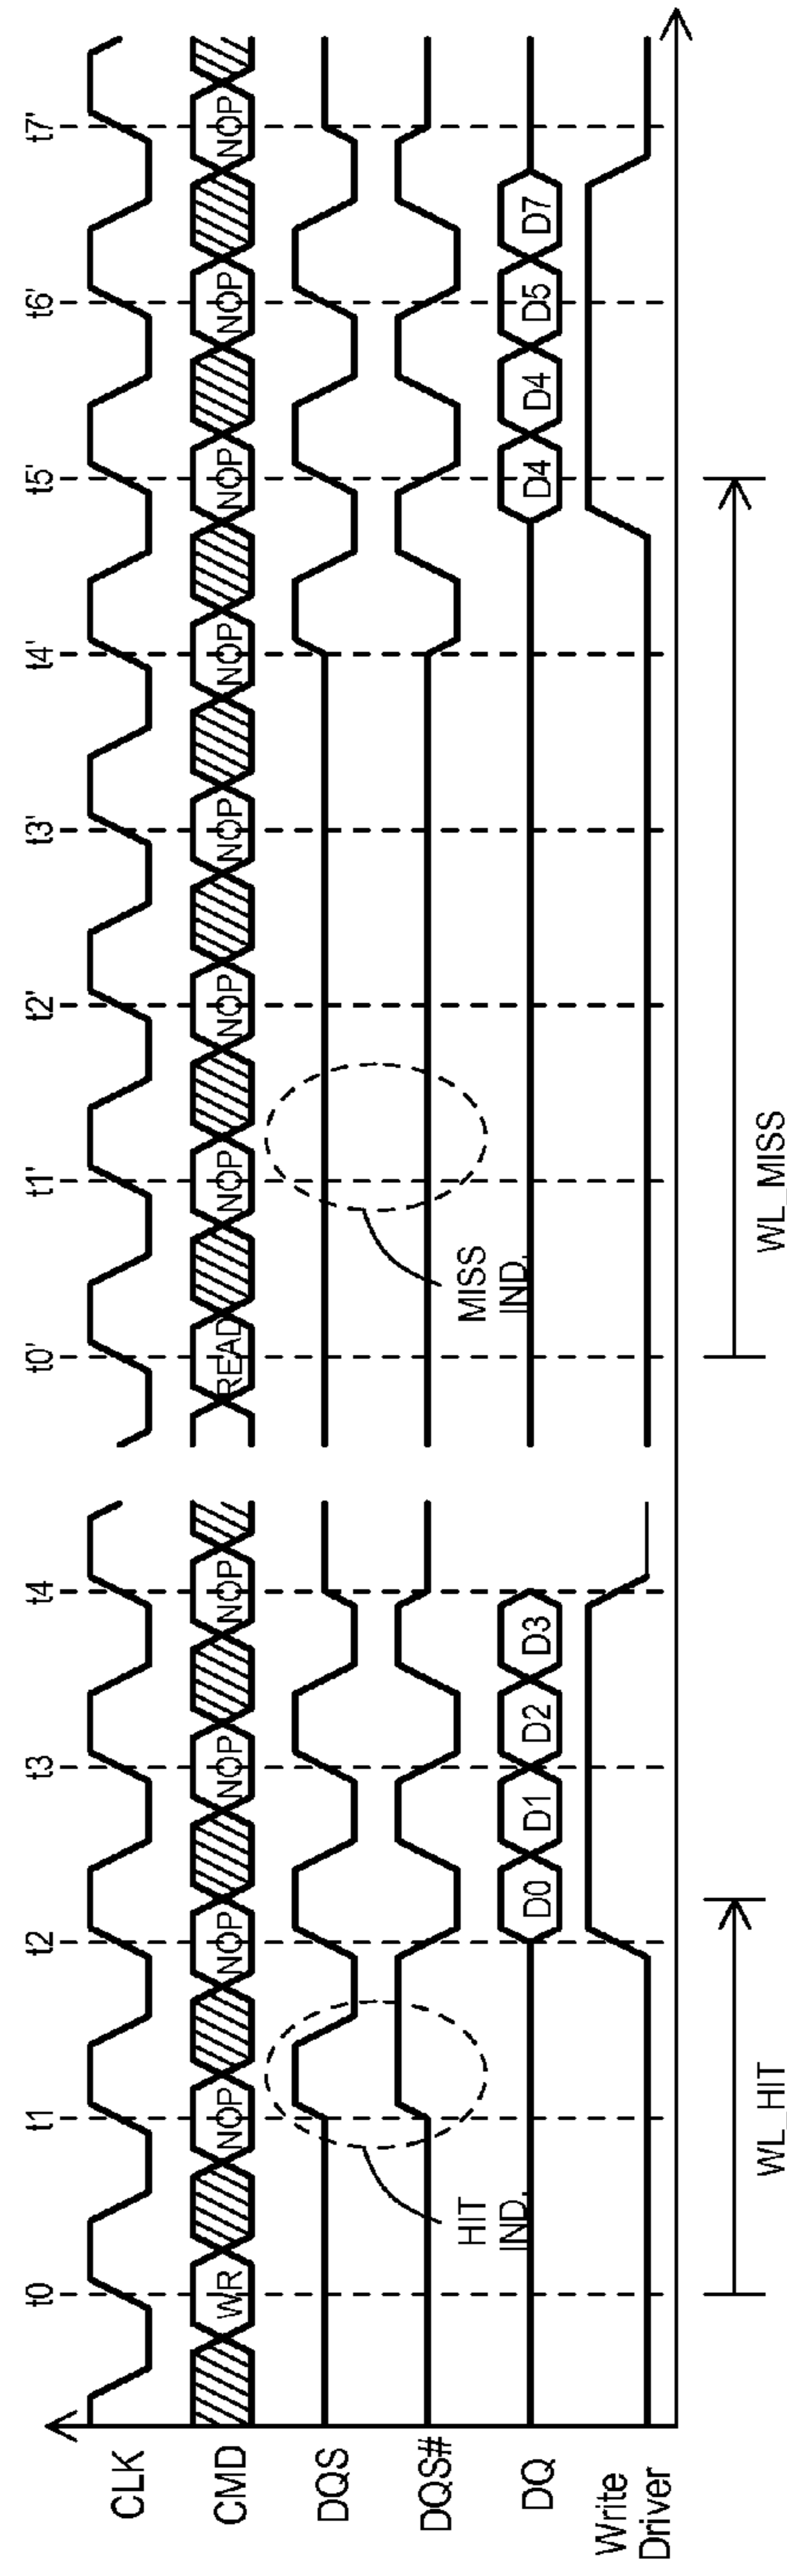 t0 t1 t2 t3 t4 t0' t1' t2' t3' t4' t5' t6' t7'
CLK
CMD WR NOP NOP NOP NOP READ NOP NOP NOP NOP NOP NOP NOP
DQS
DQS#
HIT
IND.
MISS
IND.
DQ D0 D1 D2 D3 D4 D4 D5 D7
Write
Driver
WL_HIT WL_MISS